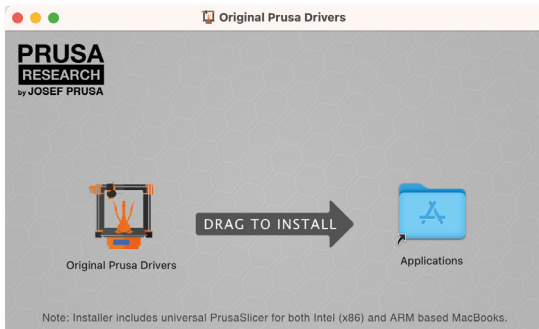 Original Prusa Drivers
PRUSA
RESEARCH
by JOSEF PRUSA
DRAG TO INSTALL
Original Prusa Drivers
Applications
Note: Installer includes universal PrusaSlicer for both Intel (x86) and ARM based MacBooks.